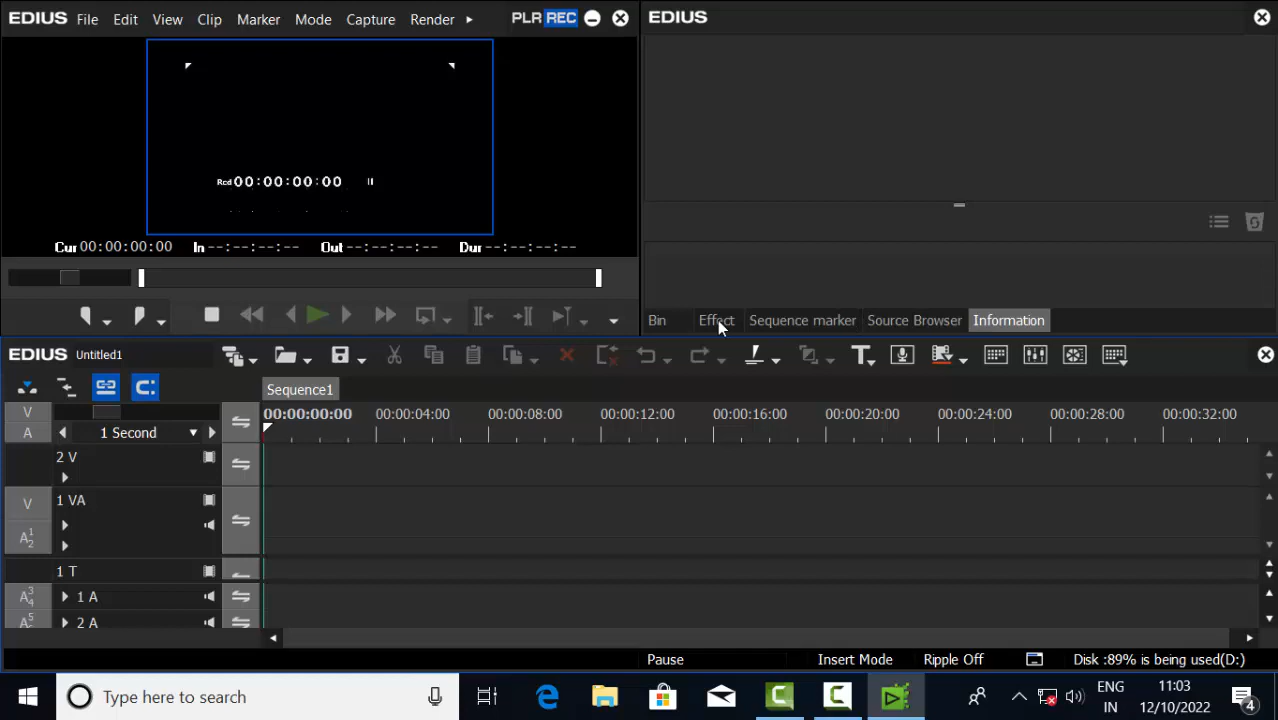 EDIUS File Edit View Clip Marker Mode Capture Render PLR REC
EDIUS
Rcd 00:00:00:00
Cur 00:00:00:00 In --:--:--:-- Out --:--:--:-- Dur --:--:--:--
Bin Effect Sequence marker Source Browser Information
EDIUS Untitled1
Sequence1
V 00:00:00:00 00:00:04:00 00:00:08:00 00:00:12:00 00:00:16:00 00:00:20:00 00:00:24:00 00:00:28:00 00:00:32:00
A 1 Second
2 V
V 1 VA
A 1 2
1 T
A 3 4 1 A
A 5 2 A
Pause Insert Mode Ripple Off Disk :89% is being used(D:)
Type here to search
ENG 11:03
IN 12/10/2022 4